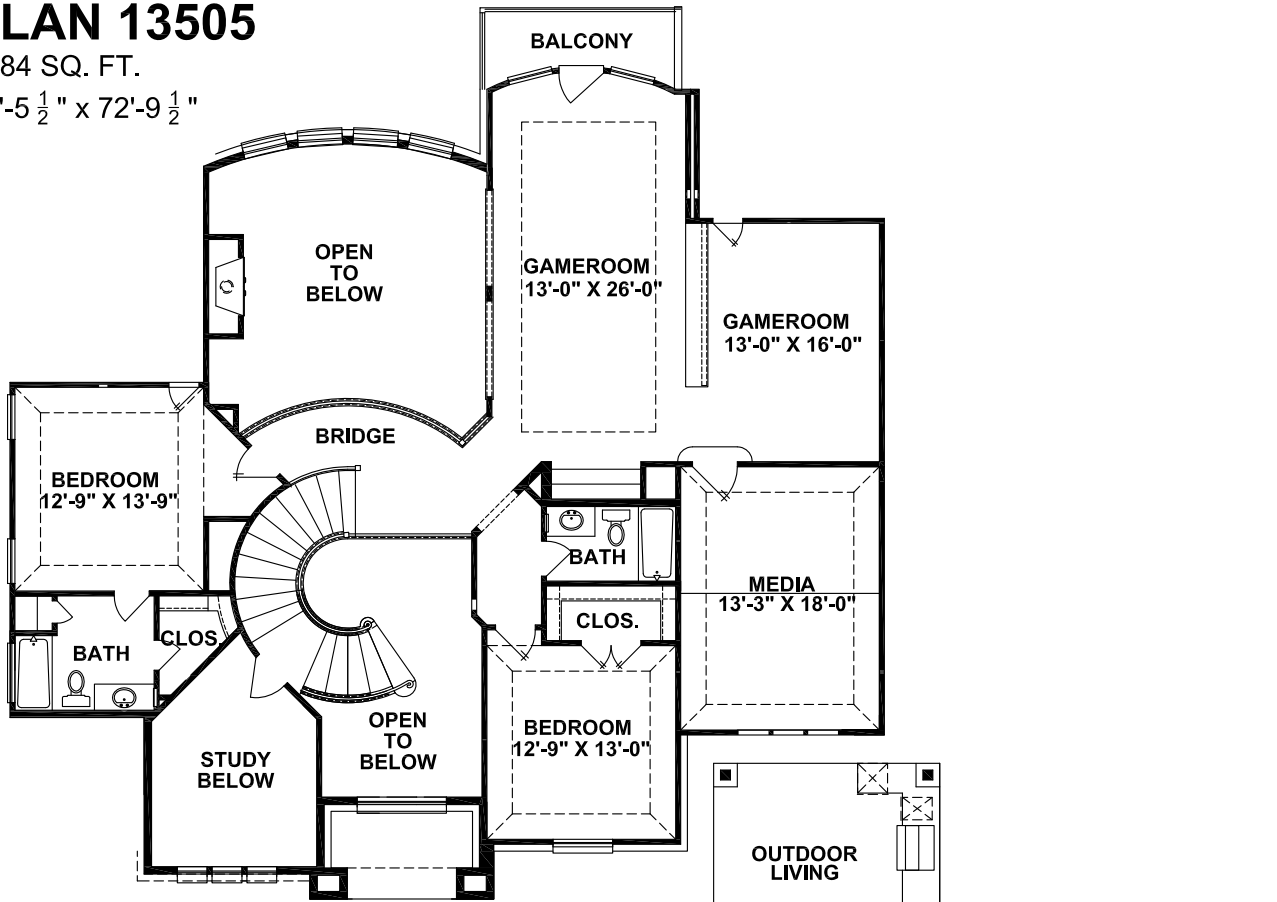 LAN 13505
84 SQ. FT.
'-5 1/2 " x 72'-9 1/2 "
BALCONY
OPEN
TO
BELOW
GAMEROOM
13'-0" X 26'-0"
GAMEROOM
13'-0" X 16'-0"
BRIDGE
BEDROOM
12'-9" X 13'-9"
BATH
MEDIA
13'-3" X 18'-0"
CLOS.
CLOS.
BATH
OPEN
TO
BELOW
BEDROOM
12'-9" X 13'-0"
STUDY
BELOW
OUTDOOR
LIVING